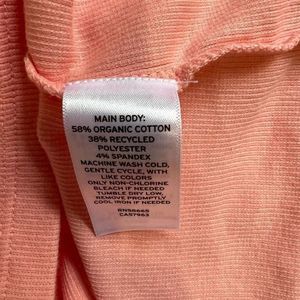 MAIN BODY:
58% ORGANIC COTTON
38% RECYCLED
POLYESTER
4% SPANDEX
MACHINE WASH COLD,
GENTLE CYCLE, WITH
LIKE COLORS
ONLY NON-CHLORINE
BLEACH IF NEEDED
TUMBLE DRY LOW,
REMOVE PROMPTLY
COOL IRON IF NEEDED